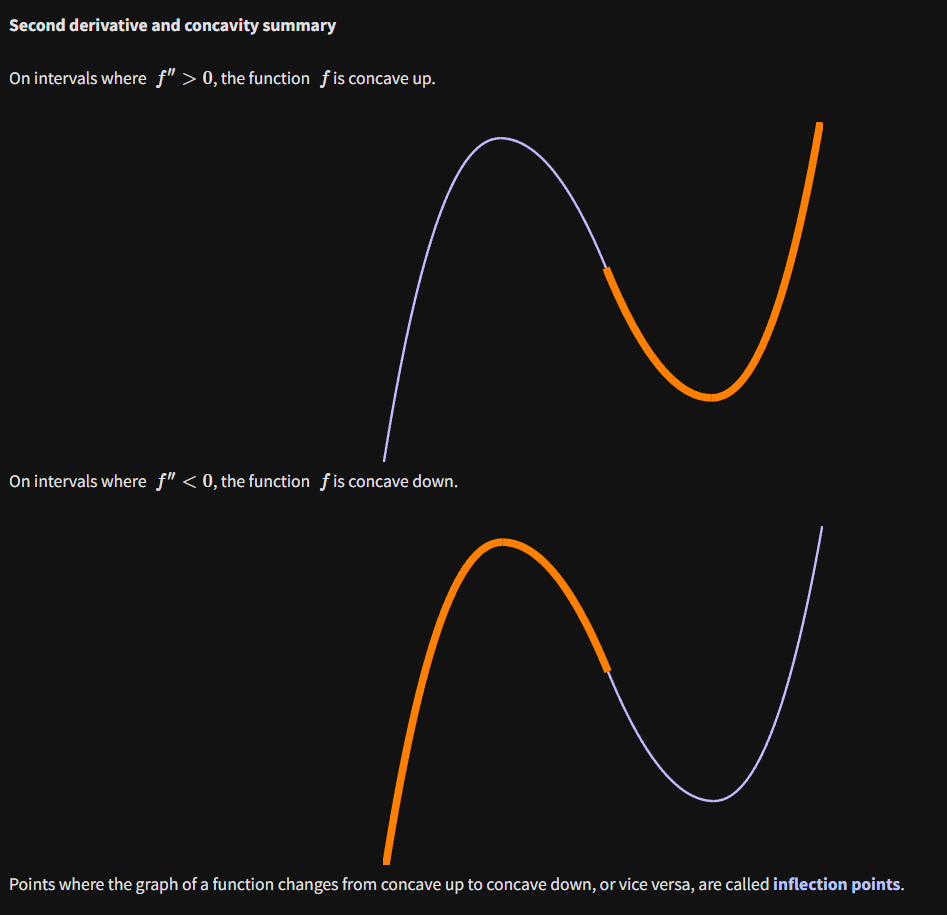 Second derivative and concavity summary
On intervals where f″ > 0, the function f is concave up.
On intervals where f″ < 0, the function f is concave down.
Points where the graph of a function changes from concave up to concave down, or vice versa, are called inflection points.